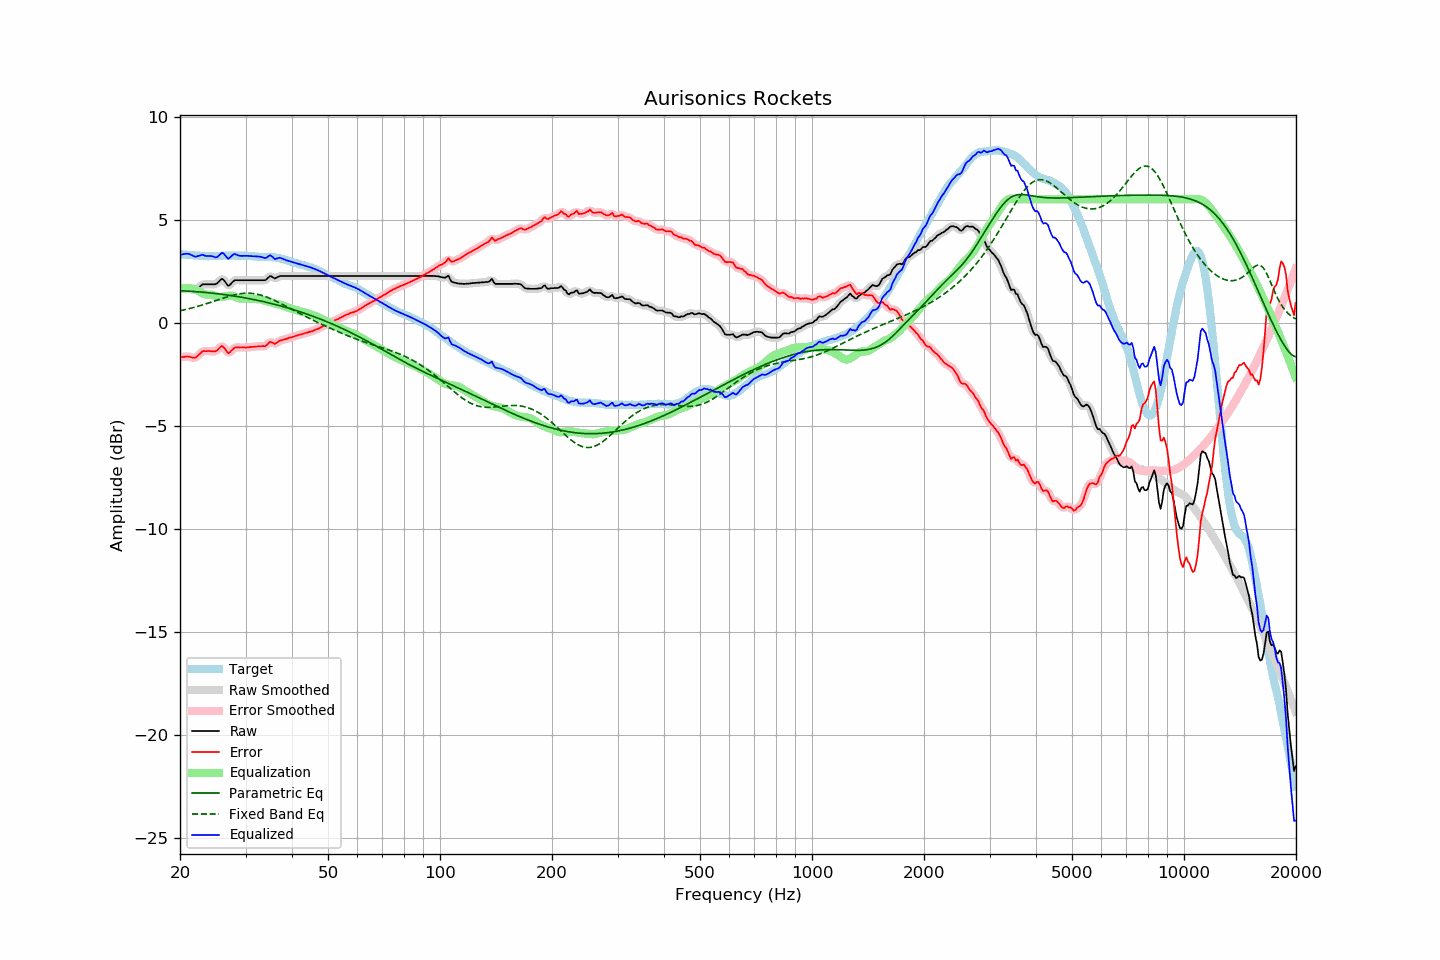 Aurisonics Rockets
10
5
0
−5
−10
−15
−20
−25
Amplitude (dBr)
Target
Raw Smoothed
Error Smoothed
Raw
Error
Equalization
Parametric Eq
Fixed Band Eq
Equalized
20 50 100 200 500 1000 2000 5000 10000 20000
Frequency (Hz)